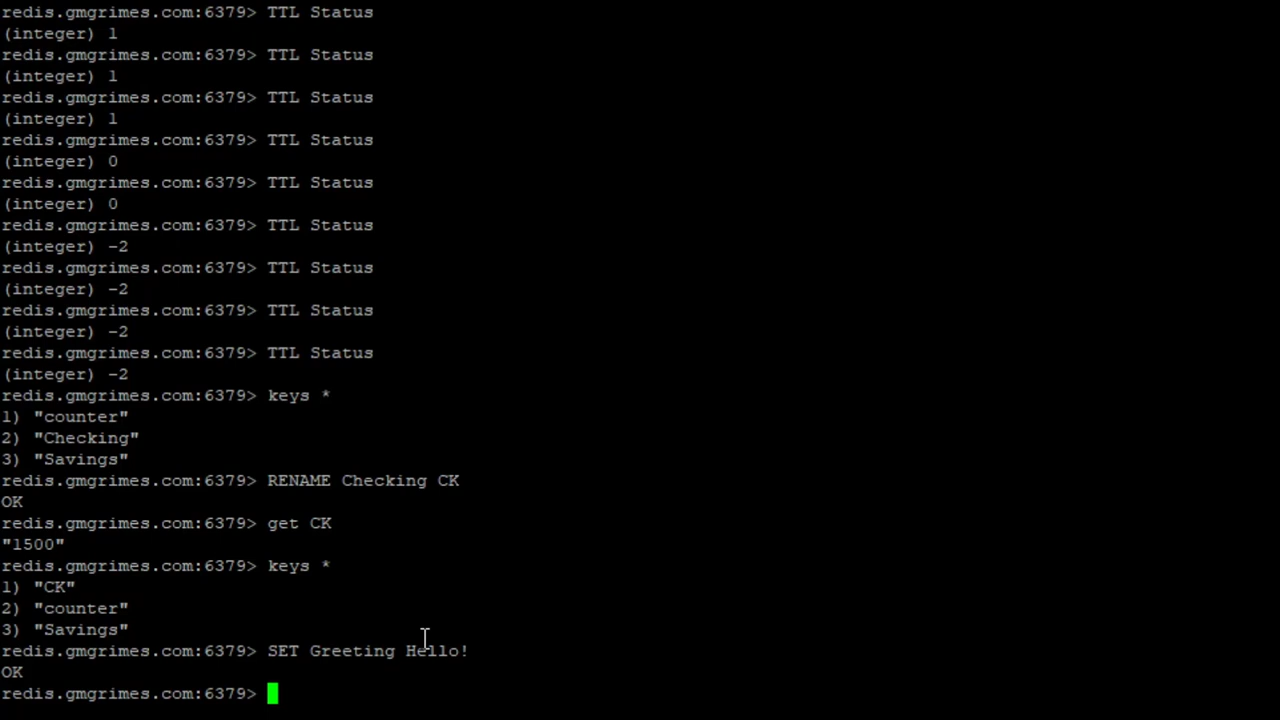 redis.gmgrimes.com:6379> TTL Status
(integer) 1
redis.gmgrimes.com:6379> TTL Status
(integer) 1
redis.gmgrimes.com:6379> TTL Status
(integer) 1
redis.gmgrimes.com:6379> TTL Status
(integer) 0
redis.gmgrimes.com:6379> TTL Status
(integer) 0
redis.gmgrimes.com:6379> TTL Status
(integer) -2
redis.gmgrimes.com:6379> TTL Status
(integer) -2
redis.gmgrimes.com:6379> TTL Status
(integer) -2
redis.gmgrimes.com:6379> TTL Status
(integer) -2
redis.gmgrimes.com:6379> keys *
1) "counter"
2) "Checking"
3) "Savings"
redis.gmgrimes.com:6379> RENAME Checking CK
OK
redis.gmgrimes.com:6379> get CK
"1500"
redis.gmgrimes.com:6379> keys *
1) "CK"
2) "counter"
3) "Savings"
redis.gmgrimes.com:6379> SET Greeting Hello!
OK
redis.gmgrimes.com:6379>